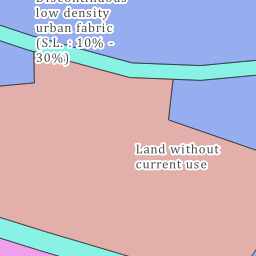 Discontinuous
low density
urban fabric
(S.L. : 10% -
30%)
Land without
current use